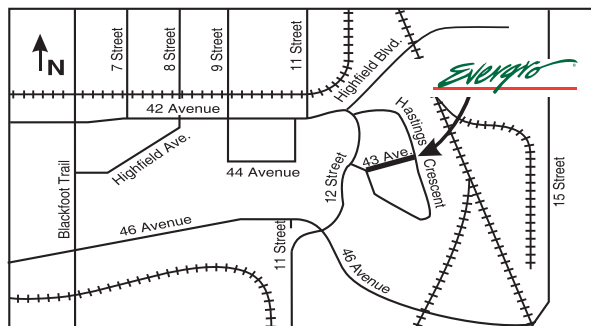 7 Street
8 Street
9 Street
11 Street
Highfield Blvd.
Evergro
N
42 Avenue
Hastings
Crescent
43 Ave.
Highfield Ave.
44 Avenue
12 Street
15 Street
Blackfoot Trail
46 Avenue
11 Street
46 Avenue